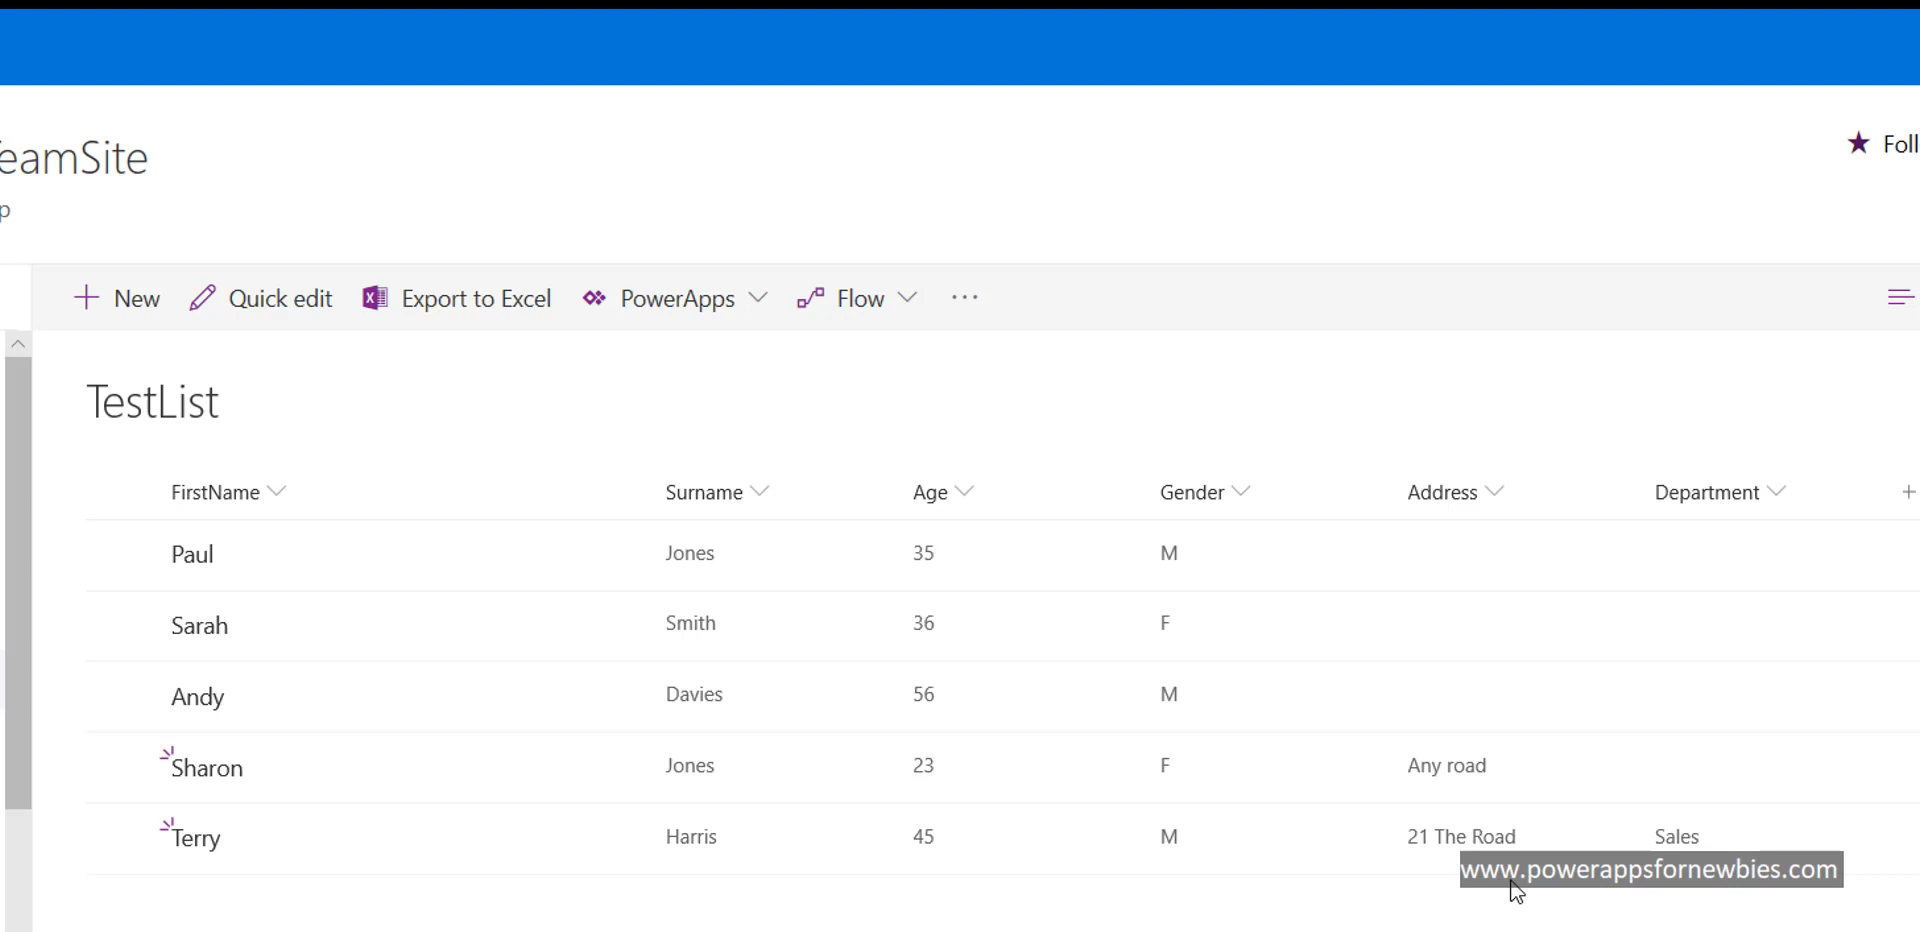 eamSite
Foll
p
New Quick edit Export to Excel PowerApps Flow ...
TestList
FirstName Surname Age Gender Address Department
Paul Jones 35 M
Sarah Smith 36 F
Andy Davies 56 M
Sharon Jones 23 F Any road
Terry Harris 45 M 21 The Road Sales
www.powerappsfornewbies.com